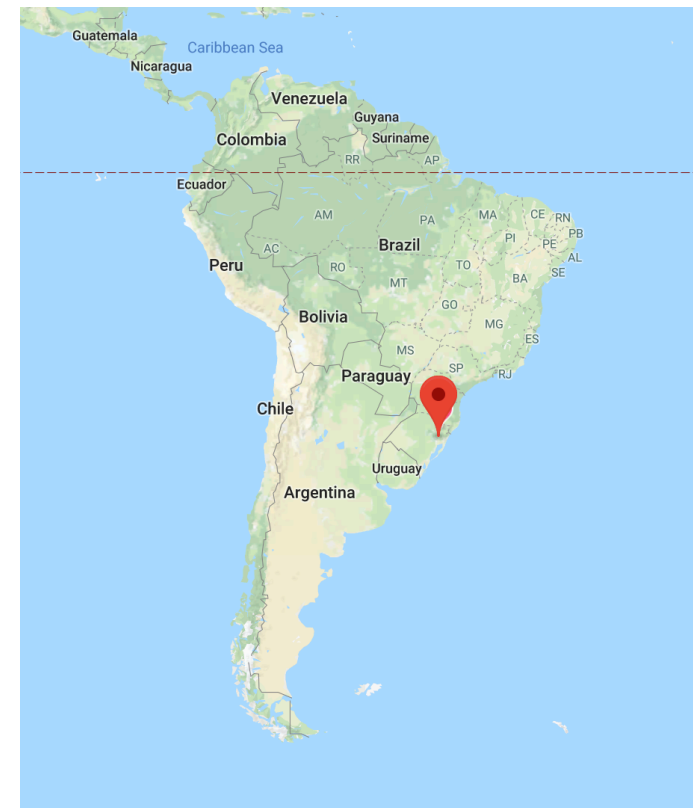 Guatemala
Caribbean Sea
Nicaragua
Venezuela
Guyana
Colombia
Suriname
RR
AP
Ecuador
AM
PA
MA
CE
RN
PB
PI
PE
AL
Brazil
AC
RO
TO
BA
SE
Peru
MT
GO
Bolivia
MG
ES
MS
Paraguay
SP
RJ
Chile
Uruguay
Argentina